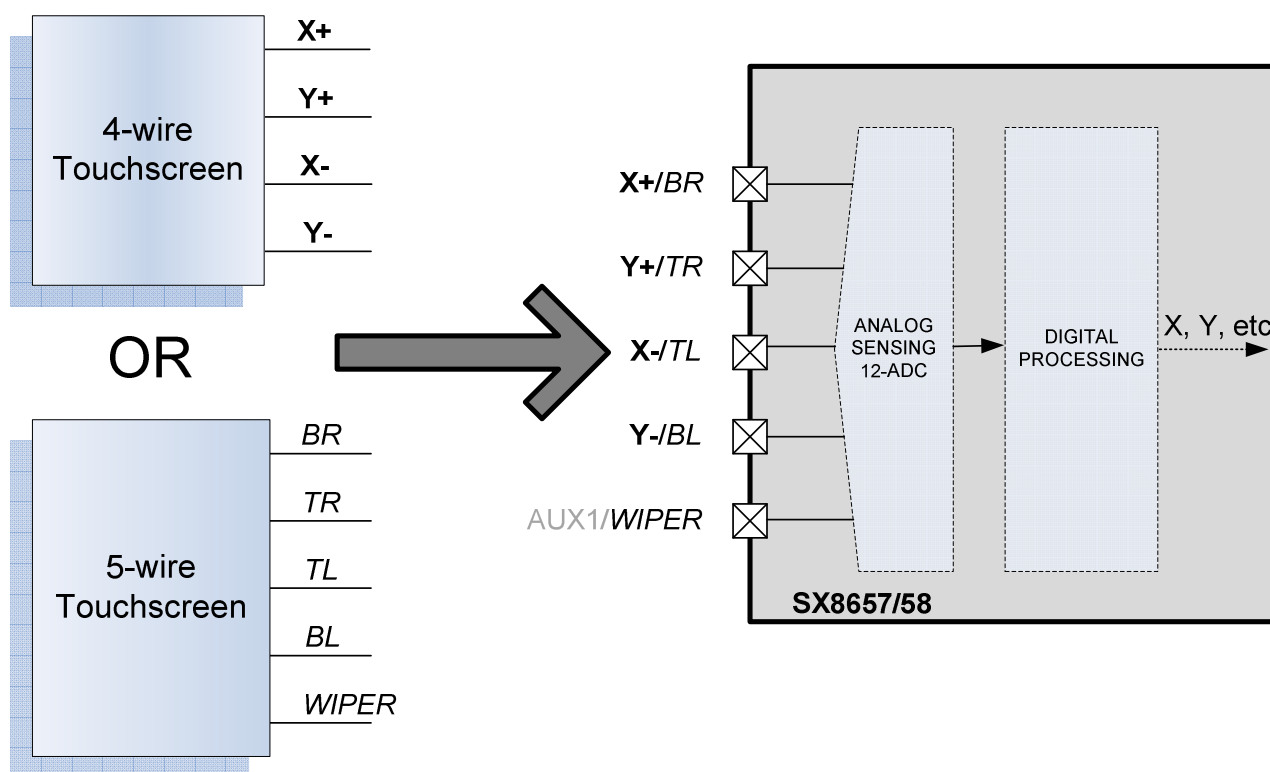 X+
Y+
X-
Y-
4-wire
Touchscreen
OR
BR
TR
TL
BL
WIPER
5-wire
Touchscreen
X+/BR
Y+/TR
X-/TL
Y-/BL
AUX1/WIPER
ANALOG
SENSING
12-ADC
DIGITAL
PROCESSING
X, Y, etc
SX8657/58